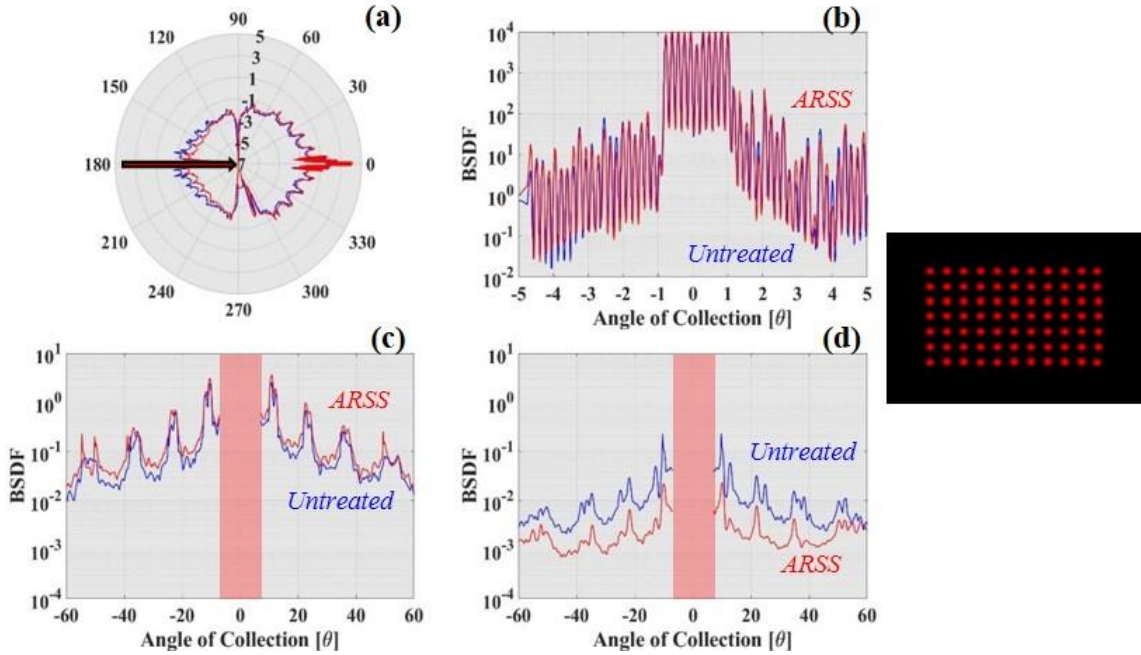 (a)
90
120
60
150
30
180
0
210
330
240
300
270
5
3
1
-1
-3
-5
-7
(b)
10^4
10^3
10^2
10^1
10^0
10^-1
10^-2
BSDF
ARSS
Untreated
-5 -4 -3 -2 -1 0 1 2 3 4 5
Angle of Collection [θ]
(c)
10^1
10^0
10^-1
10^-2
10^-3
10^-4
BSDF
ARSS
Untreated
-60 -40 -20 0 20 40 60
Angle of Collection [θ]
(d)
10^1
10^0
10^-1
10^-2
10^-3
10^-4
BSDF
Untreated
ARSS
-60 -40 -20 0 20 40 60
Angle of Collection [θ]